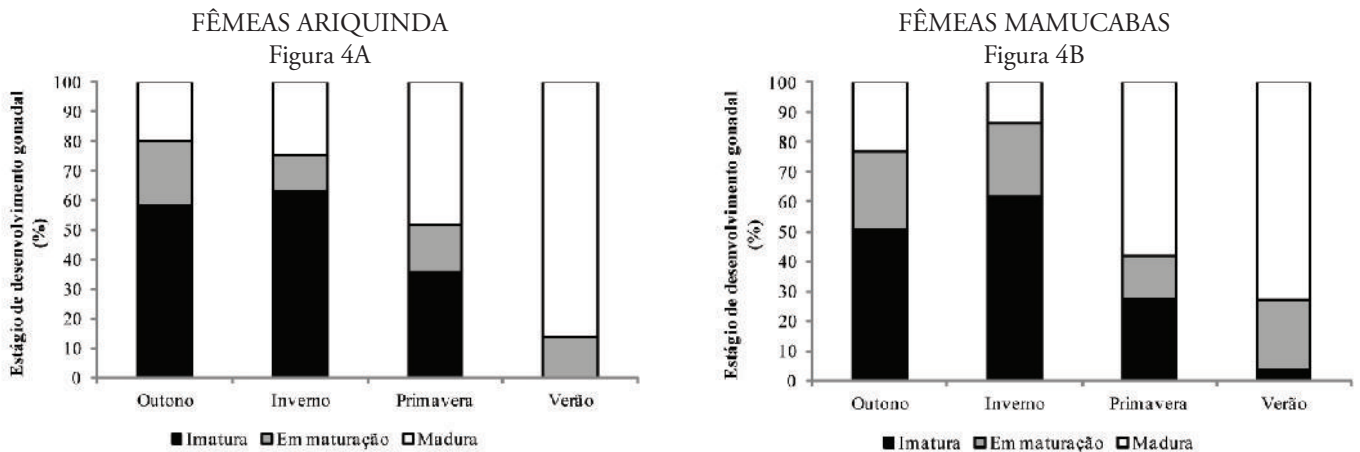 FÊMEAS ARIQUINDA
Figura 4A
Estágio de desenvolvimento gonadal
(%)
100
90
80
70
60
50
40
30
20
10
0
Outono Inverno Primavera Verão
Imatura Em maturação Madura
FÊMEAS MAMUCABAS
Figura 4B
Estágio de desenvolvimento gonadal
(%)
100
90
80
70
60
50
40
30
20
10
0
Outono Inverno Primavera Verão
Imatura Em maturação Madura